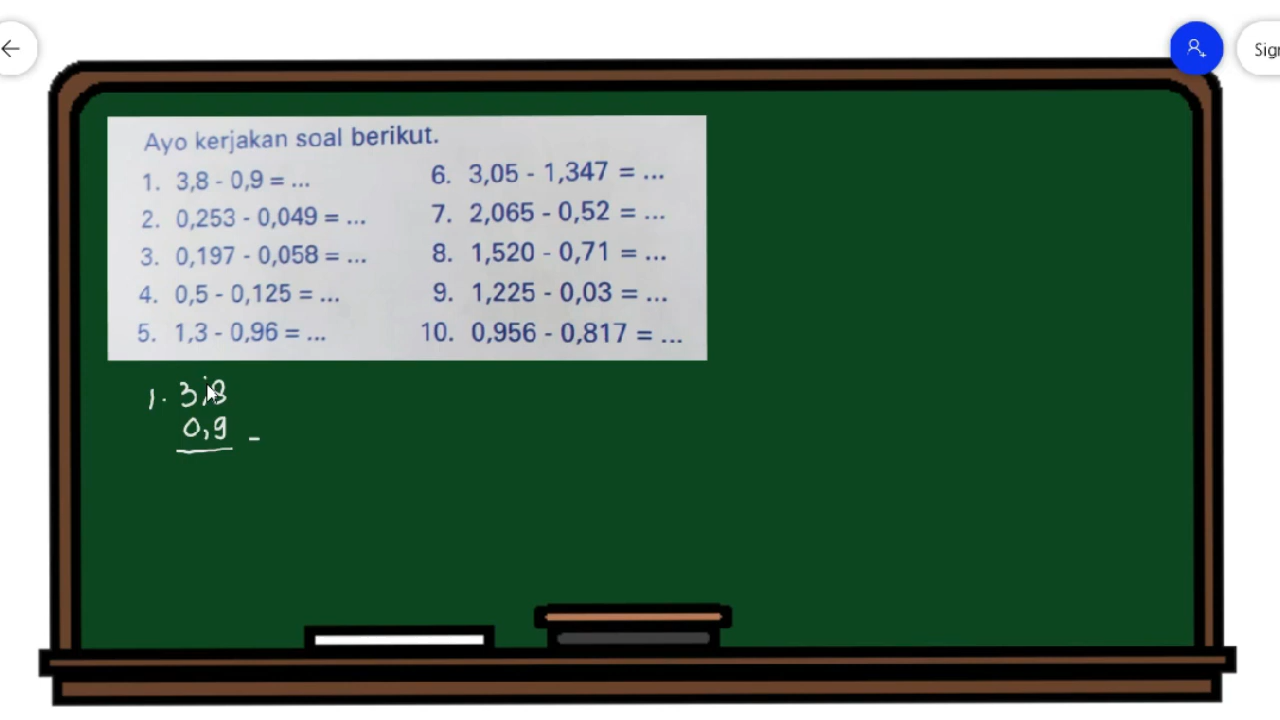 Sign
Ayo kerjakan soal berikut.
1. 3,8 - 0,9 = ...
2. 0,253 - 0,049 = ...
3. 0,197 - 0,058 = ...
4. 0,5 - 0,125 = ...
5. 1,3 - 0,96 = ...
6. 3,05 - 1,347 = ...
7. 2,065 - 0,52 = ...
8. 1,520 - 0,71 = ...
9. 1,225 - 0,03 = ...
10. 0,956 - 0,817 = ...
1. 3,8
0,9 -